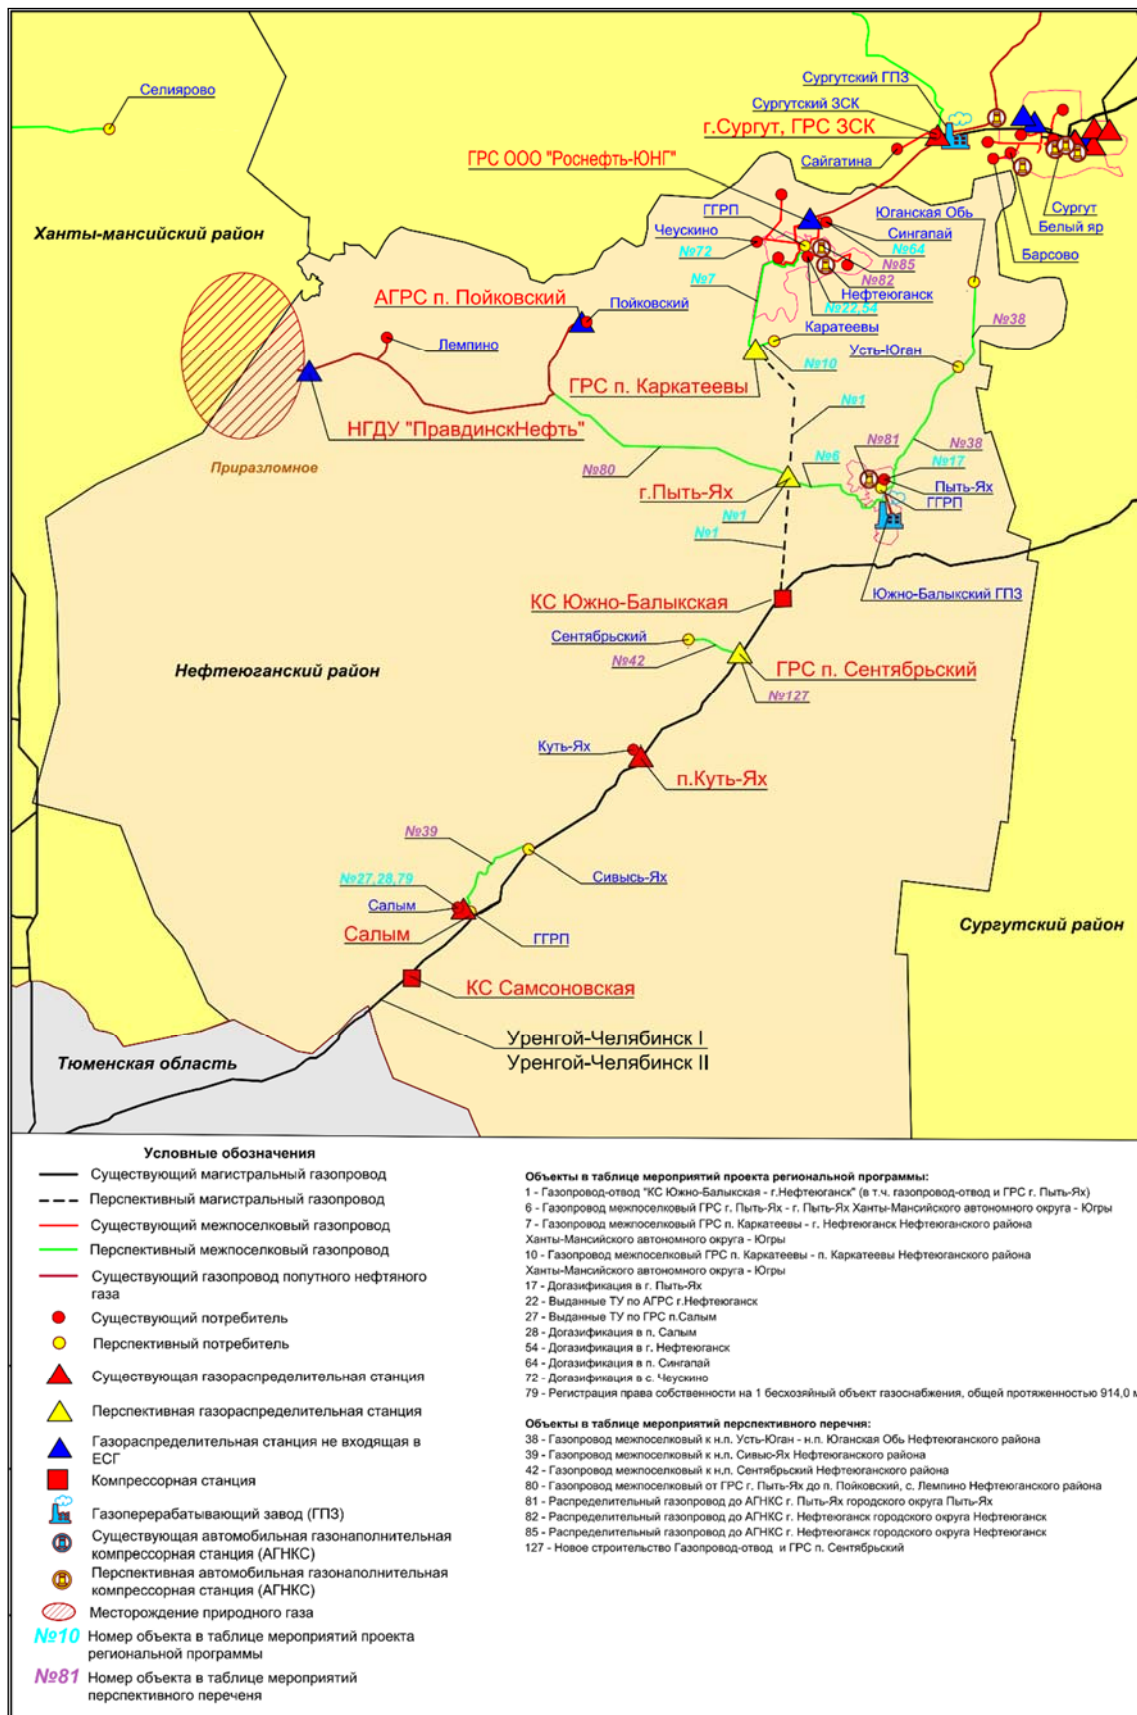 Селиярово
Сургутский ГПЗ
Сургутский ЗСК
г.Сургут, ГРС ЗСК
ГРС ООО "Роснефть-ЮНГ"
Сайгатина
Ханты-мансийский район
ГГРП
Юганская Обь
Сургут
Чеускино
Сингапай
Белый яр
№72
№64
Барсово
№85
АГРС п. Пойковский
№7
№82
Нефтеюганск
Пойковский
№22,54
Лемпино
Каратеевы
№38
№10
Усть-Юган
ГРС п. Каркатеевы
№1
НГДУ "ПравдинскНефть"
№81
№38
Приразломное
№80
№6
№17
г.Пыть-Ях
Пыть-Ях
ГГРП
№1
№1
КС Южно-Балыкская
Южно-Балыкский ГПЗ
Сентябрьский
№42
Нефтеюганский район
ГРС п. Сентябрьский
№127
Куть-Ях
п.Куть-Ях
№39
№27,28,79
Сивысь-Ях
Салым
Салым
ГГРП
Сургутский район
КС Самсоновская
Уренгой-Челябинск I
Тюменская область
Уренгой-Челябинск II
Условные обозначения
Существующий магистральный газопровод
Перспективный магистральный газопровод
Существующий межпоселковый газопровод
Перспективный межпоселковый газопровод
Существующий газопровод попутного нефтяного
газа
Существующий потребитель
Перспективный потребитель
Существующая газораспределительная станция
Перспективная газораспределительная станция
Газораспределительная станция не входящая в
ЕСГ
Компрессорная станция
Газоперерабатывающий завод (ГПЗ)
Существующая автомобильная газонаполнительная
компрессорная станция (АГНКС)
Перспективная автомобильная газонаполнительная
компрессорная станция (АГНКС)
Месторождение природного газа
№10 Номер объекта в таблице мероприятий проекта
региональной программы
№81 Номер объекта в таблице мероприятий
перспективного переченя
Объекты в таблице мероприятий проекта региональной программы:
1 - Газопровод-отвод "КС Южно-Балыкская - г.Нефтеюганск" (в т.ч. газопровод-отвод и ГРС г. Пыть-Ях)
6 - Газопровод межпоселковый ГРС г. Пыть-Ях - г. Пыть-Ях Ханты-Мансийского автономного округа - Югры
7 - Газопровод межпоселковый ГРС п. Каркатеевы - г. Нефтеюганск Нефтеюганского района
Ханты-Мансийского автономного округа - Югры
10 - Газопровод межпоселковый ГРС п. Каркатеевы - п. Каркатеевы Нефтеюганского района
Ханты-Мансийского автономного округа - Югры
17 - Догазификация в г. Пыть-Ях
22 - Выданные ТУ по АГРС г.Нефтеюганск
27 - Выданные ТУ по ГРС п.Салым
28 - Догазификация в п. Салым
54 - Догазификация в г. Нефтеюганск
64 - Догазификация в п. Сингапай
72 - Догазификация в с. Чеускино
79 - Регистрация права собственности на 1 бесхозяйный объект газоснабжения, общей протяженностью 914,0 м
Объекты в таблице мероприятий перспективного перечня:
38 - Газопровод межпоселковый к н.п. Усть-Юган - н.п. Юганская Обь Нефтеюганского района
39 - Газопровод межпоселковый к н.п. Сивыс-Ях Нефтеюганского района
42 - Газопровод межпоселковый к н.п. Сентябрьский Нефтеюганского района
80 - Газопровод межпоселковый от ГРС г. Пыть-Ях до п. Пойковский, с. Лемпино Нефтеюганского района
81 - Распределительный газопровод до АГНКС г. Пыть-Ях городского округа Пыть-Ях
82 - Распределительный газопровод до АГНКС г. Нефтеюганск городского округа Нефтеюганск
85 - Распределительный газопровод до АГНКС г. Нефтеюганск городского округа Нефтеюганск
127 - Новое строительство Газопровод-отвод и ГРС п. Сентябрьский